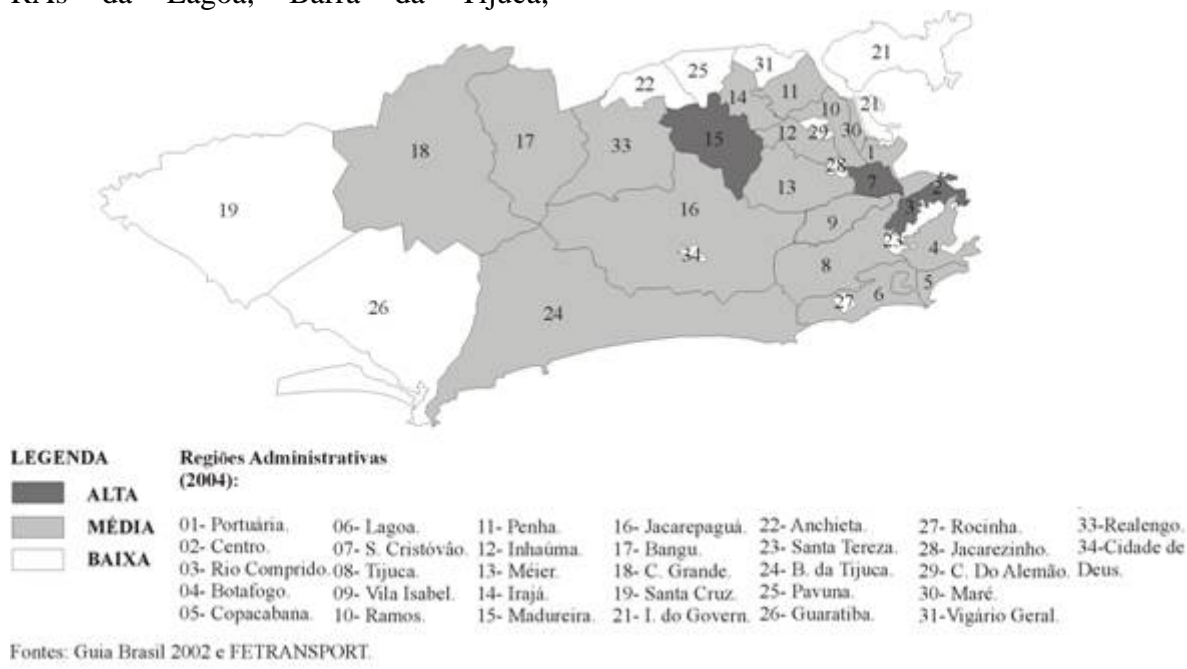 RAs da Lagoa, Barra da Tijuca,
21
31
25
22
11
14
10
21
18
17
33
15
12
29
30
1
28
7
2
13
19
16
3
9
23
4
34
8
5
26
27
6
24
LEGENDA
ALTA
MÉDIA
BAIXA
Regiões Administrativas
(2004):
01- Portuária. 06- Lagoa. 11- Penha. 16- Jacarepaguá. 22- Anchieta. 27- Rocinha. 33-Realengo.
02- Centro. 07- S. Cristóvão. 12- Inhaúma. 17- Bangu. 23- Santa Tereza. 28- Jacarezinho. 34-Cidade de
03- Rio Comprido. 08- Tijuca. 13- Méier. 18- C. Grande. 24- B. da Tijuca. 29- C. Do Alemão. Deus.
04- Botafogo. 09- Vila Isabel. 14- Irajá. 19- Santa Cruz. 25- Pavuna. 30- Maré.
05- Copacabana. 10- Ramos. 15- Madureira. 21- I. do Govern. 26- Guaratiba. 31-Vigário Geral.
Fontes: Guia Brasil 2002 e FETRANSPORT.